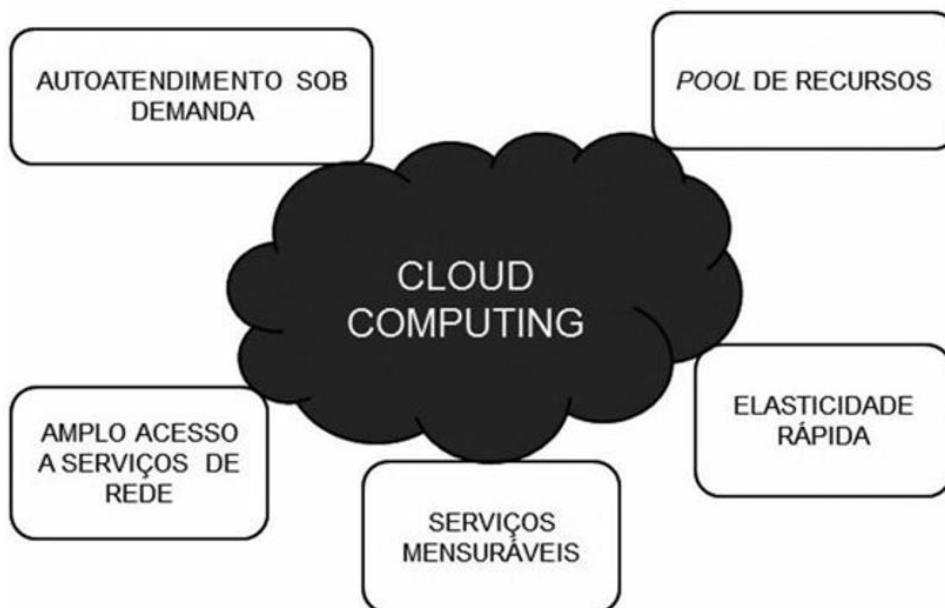 AUTOATENDIMENTO SOB
DEMANDA
POOL DE RECURSOS
CLOUD
COMPUTING
AMPLO ACESSO
A SERVIÇOS DE
REDE
SERVIÇOS
MENSURÁVEIS
ELASTICIDADE
RÁPIDA